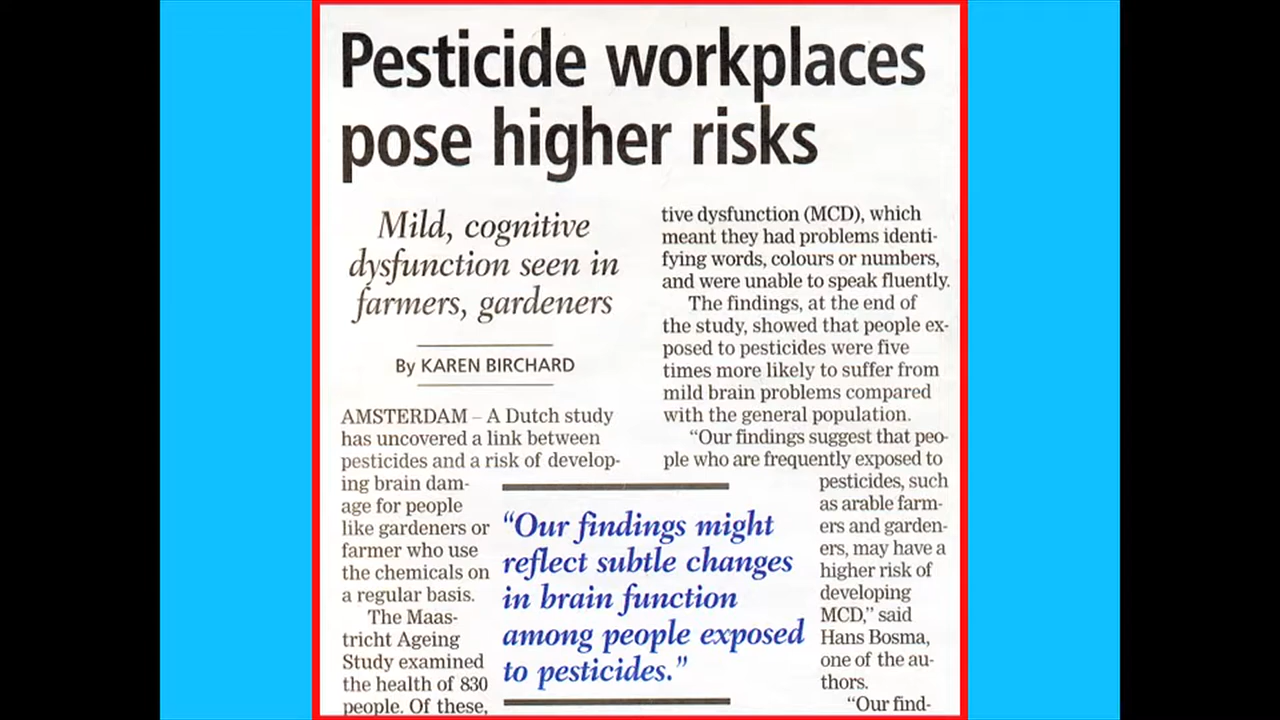 Pesticide workplaces
pose higher risks
Mild, cognitive
dysfunction seen in
farmers, gardeners
By KAREN BIRCHARD
AMSTERDAM – A Dutch study
has uncovered a link between
pesticides and a risk of develop-
ing brain dam-
age for people
like gardeners or
farmer who use
the chemicals on
a regular basis.
The Maas-
tricht Ageing
Study examined
the health of 830
people. Of these,
“Our findings might
reflect subtle changes
in brain function
among people exposed
to pesticides.”
tive dysfunction (MCD), which
meant they had problems identi-
fying words, colours or numbers,
and were unable to speak fluently.
The findings, at the end of
the study, showed that people ex-
posed to pesticides were five
times more likely to suffer from
mild brain problems compared
with the general population.
“Our findings suggest that peo-
ple who are frequently exposed to
pesticides, such
as arable farm-
ers and garden-
ers, may have a
higher risk of
developing
MCD,” said
Hans Bosma,
one of the au-
thors.
“Our find-